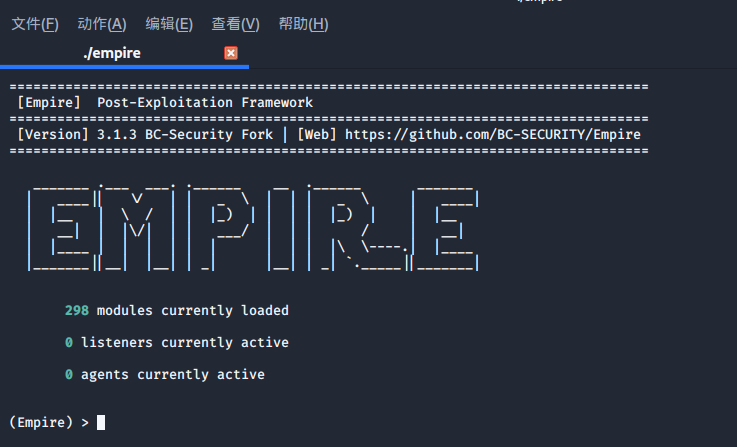 ./empire
文件(F) 动作(A) 编辑(E) 查看(V) 帮助(H)
./empire
[Empire] Post-Exploitation Framework
[Version] 3.1.3 BC-Security Fork | [Web] https://github.com/BC-SECURITY/Empire
EMPIRE
298 modules currently loaded
0 listeners currently active
0 agents currently active
(Empire) >